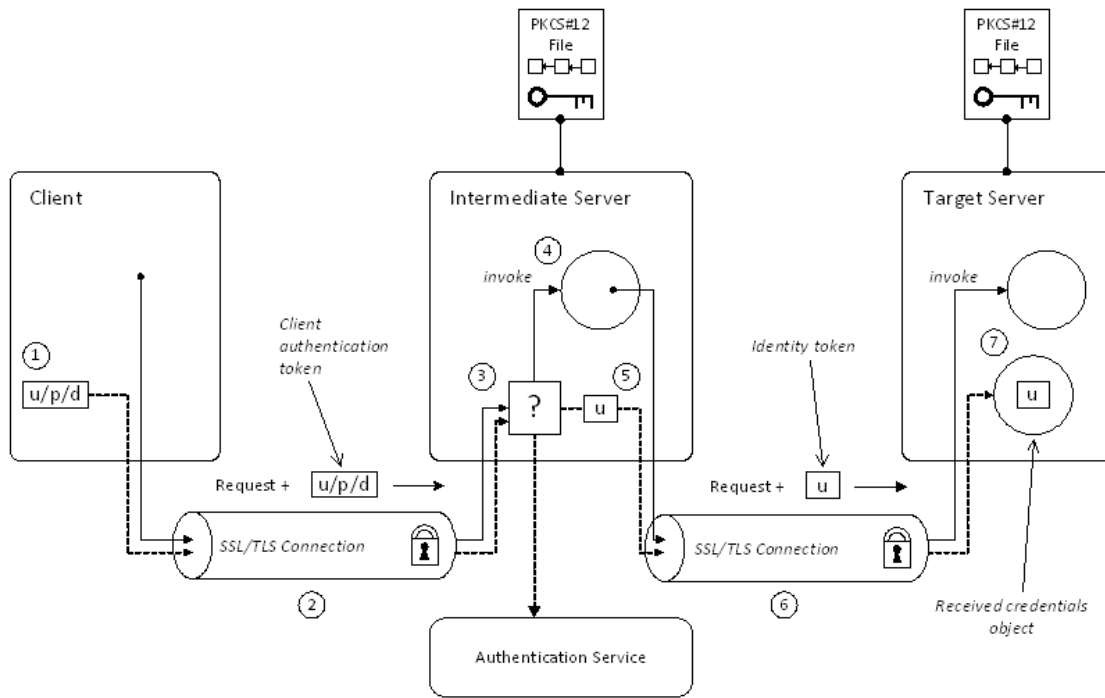 PKCS#12
File
PKCS#12
File
Client
Intermediate Server
Target Server
4
invoke
invoke
Client
authentication
token
Identity token
1
3
5
7
u/p/d
?
u
u
Request +
u/p/d
Request +
u
SSL/TLS Connection
SSL/TLS Connection
2
6
Received credentials
object
Authentication Service